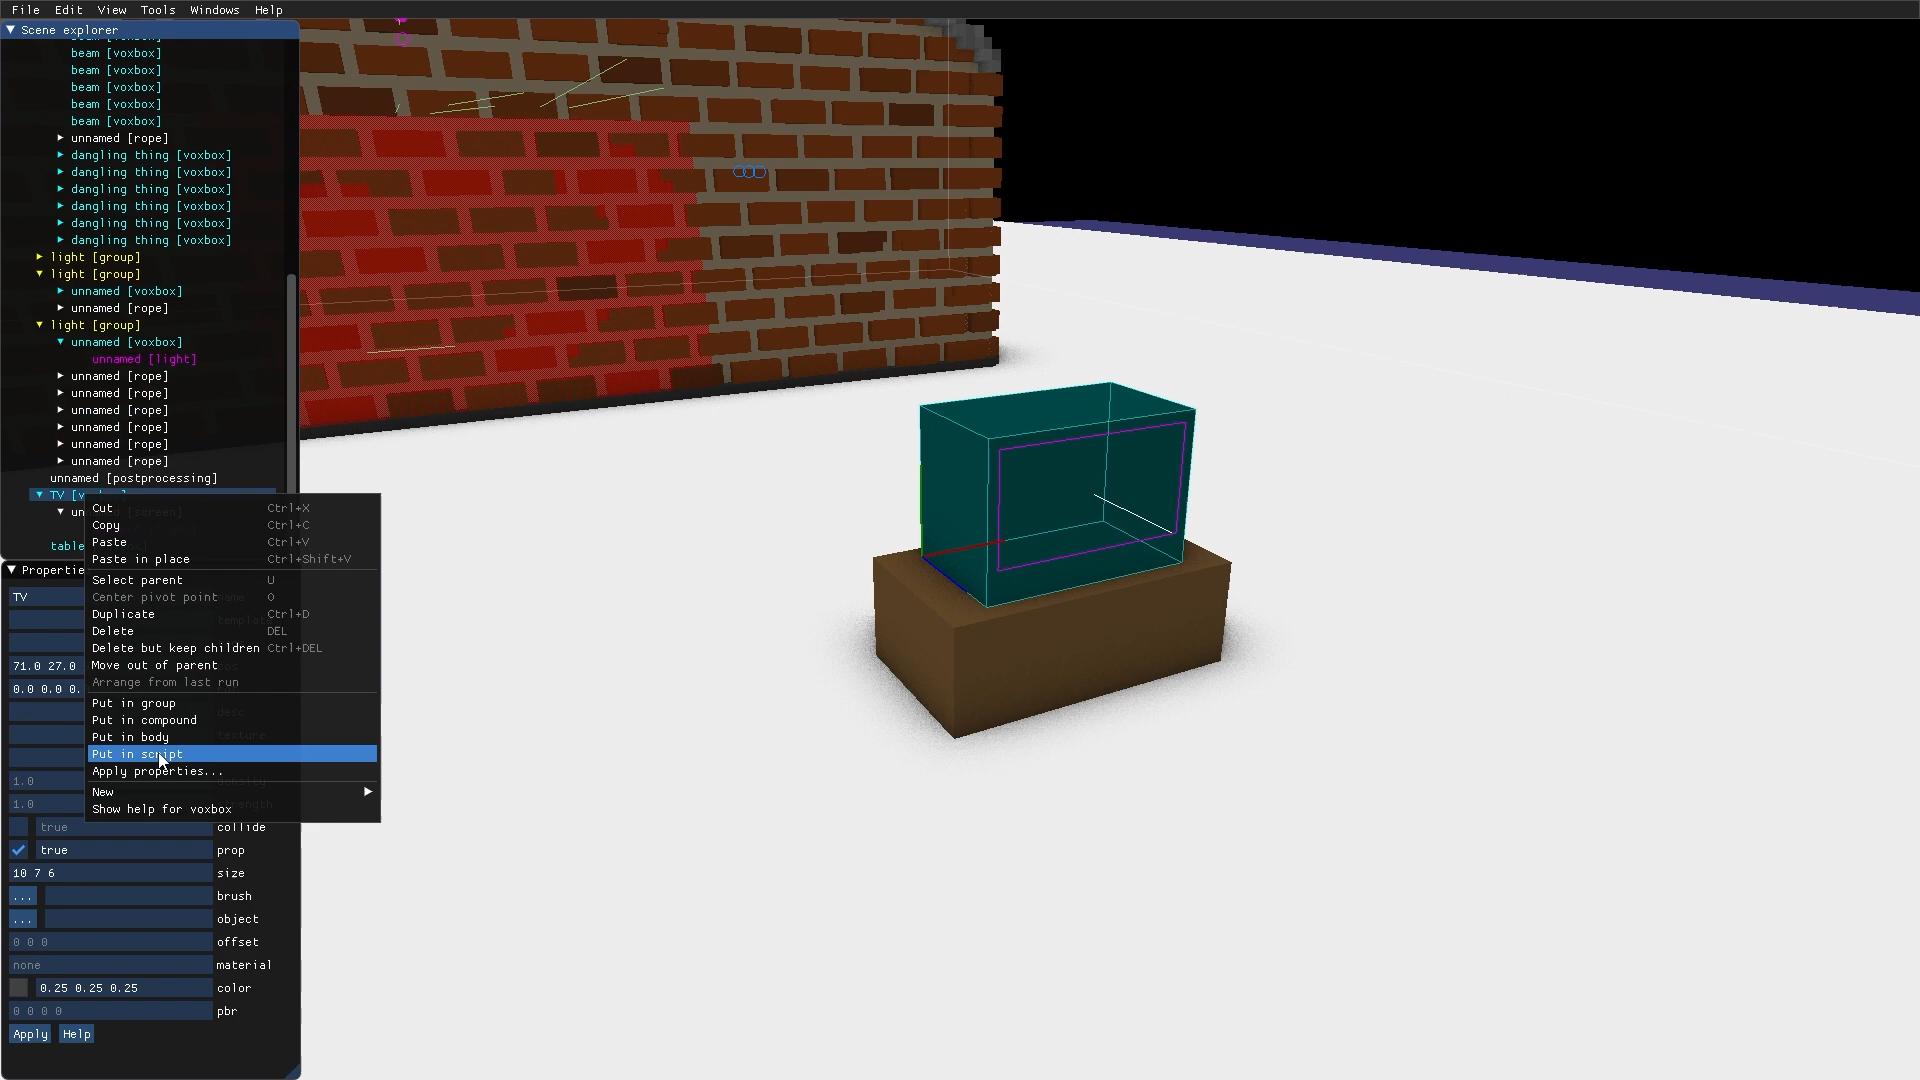 File Edit View Tools Windows Help
Scene explorer
beam [voxbox]
beam [voxbox]
beam [voxbox]
beam [voxbox]
beam [voxbox]
unnamed [rope]
dangling thing [voxbox]
dangling thing [voxbox]
dangling thing [voxbox]
dangling thing [voxbox]
dangling thing [voxbox]
dangling thing [voxbox]
light [group]
light [group]
unnamed [voxbox]
unnamed [rope]
light [group]
unnamed [voxbox]
unnamed [light]
unnamed [rope]
unnamed [rope]
unnamed [rope]
unnamed [rope]
unnamed [rope]
unnamed [rope]
unnamed [postprocessing]
TV
table
Cut Ctrl+X
Copy Ctrl+C
Paste Ctrl+V
Paste in place Ctrl+Shift+V
Select parent U
Center pivot point O
Duplicate Ctrl+D
Delete DEL
Delete but keep children Ctrl+DEL
Move out of parent
Arrange from last run
Put in group
Put in compound
Put in body
Put in script
Apply properties...
New
Show help for voxbox
TV
71.0 27.0
0.0 0.0 0.
desc
texture
1.0
1.0
true collide
true prop
10 7 6 size
... brush
... object
0 0 0 offset
none material
0.25 0.25 0.25 color
0 0 0 0 pbr
Apply Help